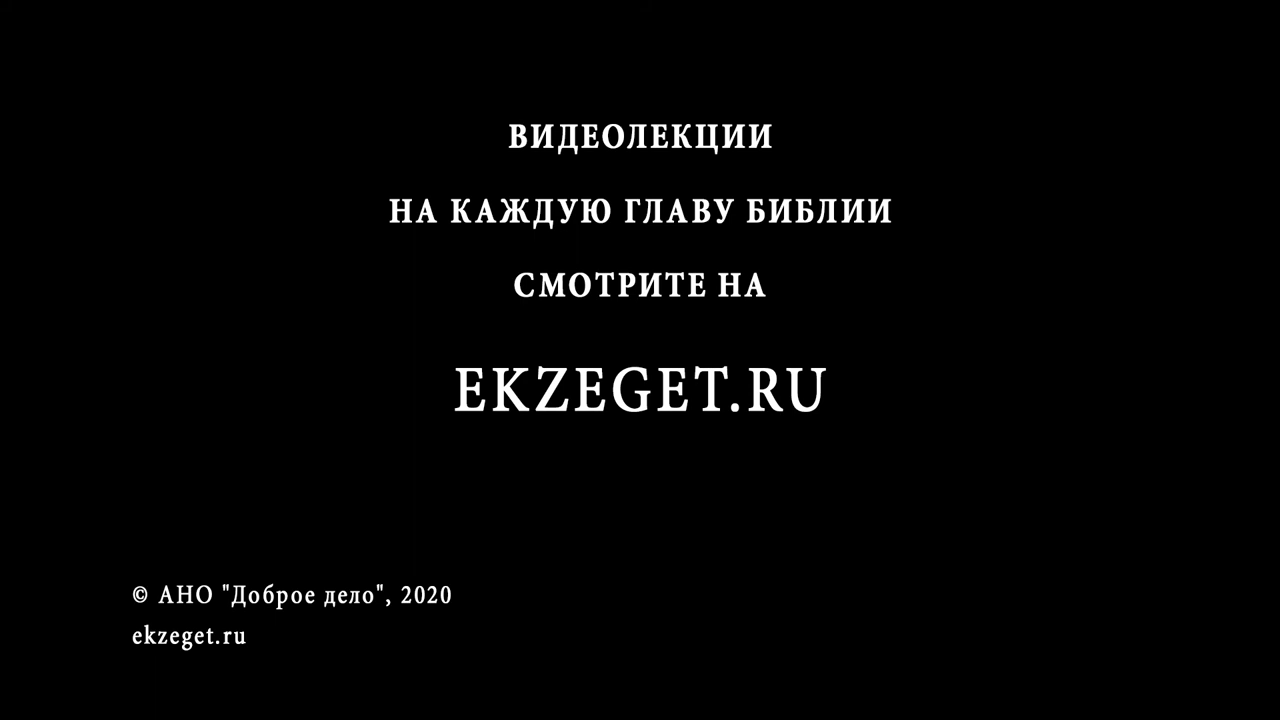 ВИДЕОЛЕКЦИИ
НА КАЖДУЮ ГЛАВУ БИБЛИИ
СМОТРИТЕ НА
EKZEGET.RU
© АНО "Доброе дело", 2020
ekzeget.ru